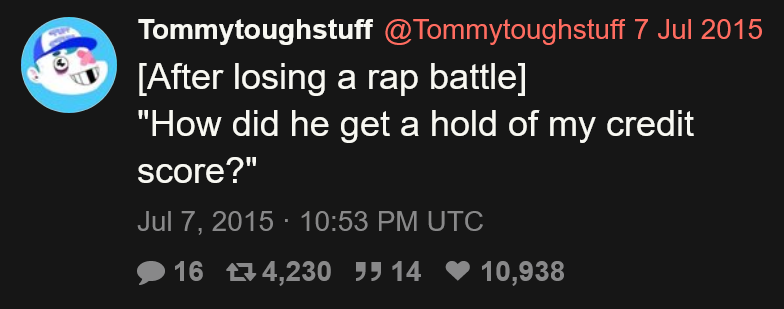 Tommytoughstuff @Tommytoughstuff 7 Jul 2015
[After losing a rap battle]
"How did he get a hold of my credit
score?"
Jul 7, 2015 · 10:53 PM UTC
16 4,230 14 10,938